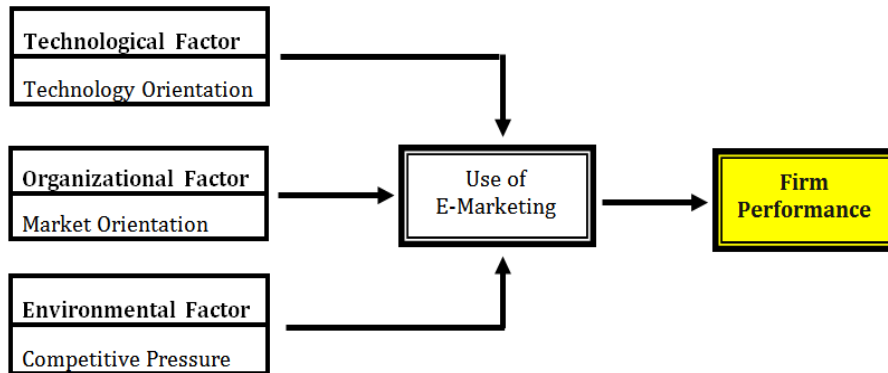 Technological Factor
Technology Orientation
Organizational Factor
Market Orientation
Environmental Factor
Competitive Pressure
Use of
E-Marketing
Firm
Performance